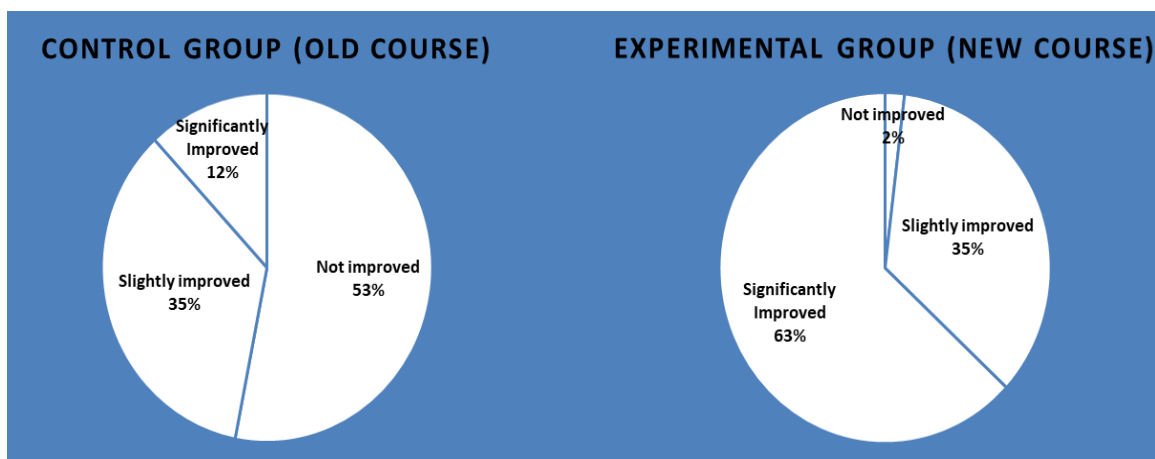 CONTROL GROUP (OLD COURSE)
Significantly
Improved
12%
Slightly improved
35%
Not improved
53%
EXPERIMENTAL GROUP (NEW COURSE)
Not improved
2%
Slightly improved
35%
Significantly
Improved
63%